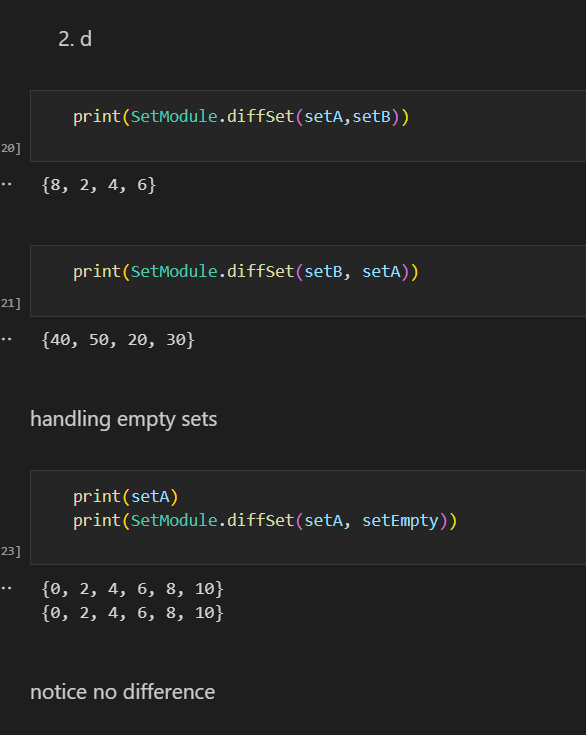 2. d
print(SetModule.diffSet(setA,setB))
20]
{8, 2, 4, 6}
print(SetModule.diffSet(setB, setA))
21]
{40, 50, 20, 30}
handling empty sets
print(setA)
print(SetModule.diffSet(setA, setEmpty))
23]
{0, 2, 4, 6, 8, 10}
{0, 2, 4, 6, 8, 10}
notice no difference